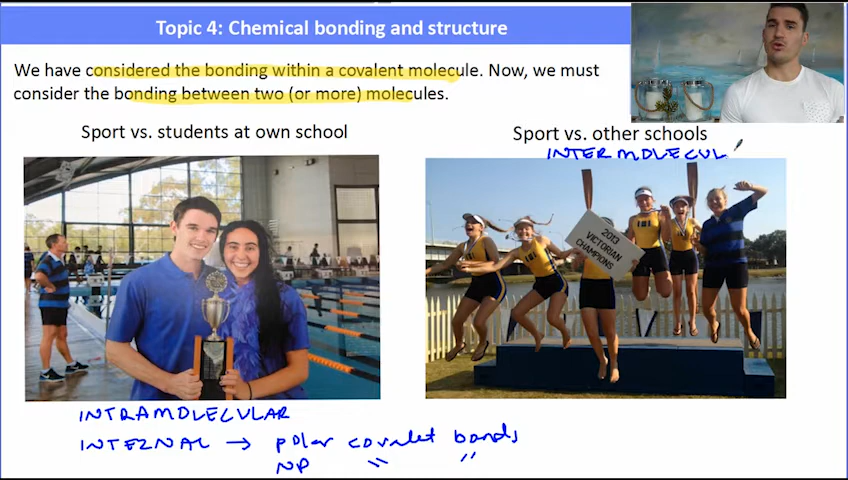 Topic 4: Chemical bonding and structure
We have considered the bonding within a covalent molecule. Now, we must
consider the bonding between two (or more) molecules.
Sport vs. students at own school
Sport vs. other schools
INTERMOLECUL
2013
VICTORIAN
CHAMPIONS
INTRAMOLECULAR
INTERNAL → polar covalet bonds
NP " "